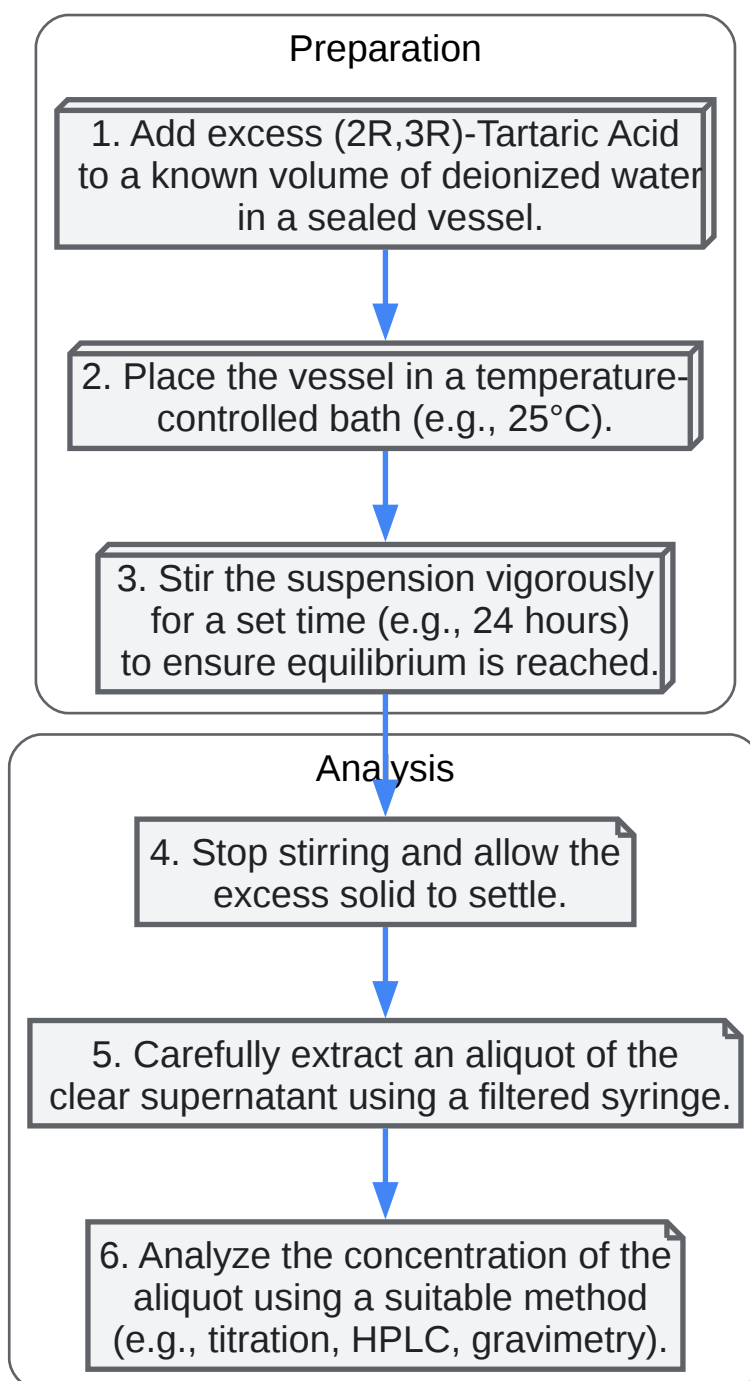 Preparation
1. Add excess (2R,3R)-Tartaric Acid
to a known volume of deionized water
in a sealed vessel.
2. Place the vessel in a temperature-
controlled bath (e.g., 25°C).
3. Stir the suspension vigorously
for a set time (e.g., 24 hours)
to ensure equilibrium is reached.
Analysis
4. Stop stirring and allow the
excess solid to settle.
5. Carefully extract an aliquot of the
clear supernatant using a filtered syringe.
6. Analyze the concentration of the
aliquot using a suitable method
(e.g., titration, HPLC, gravimetry).